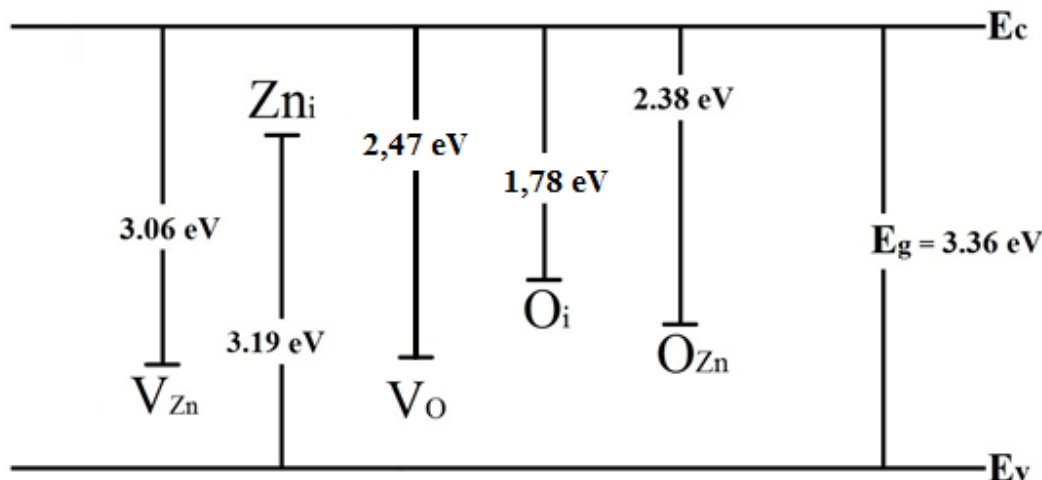 Ec
Zni
2.38 eV
2,47 eV
1,78 eV
3.06 eV
Eg = 3.36 eV
Oi
3.19 eV
OZn
VZn
VO
Ev